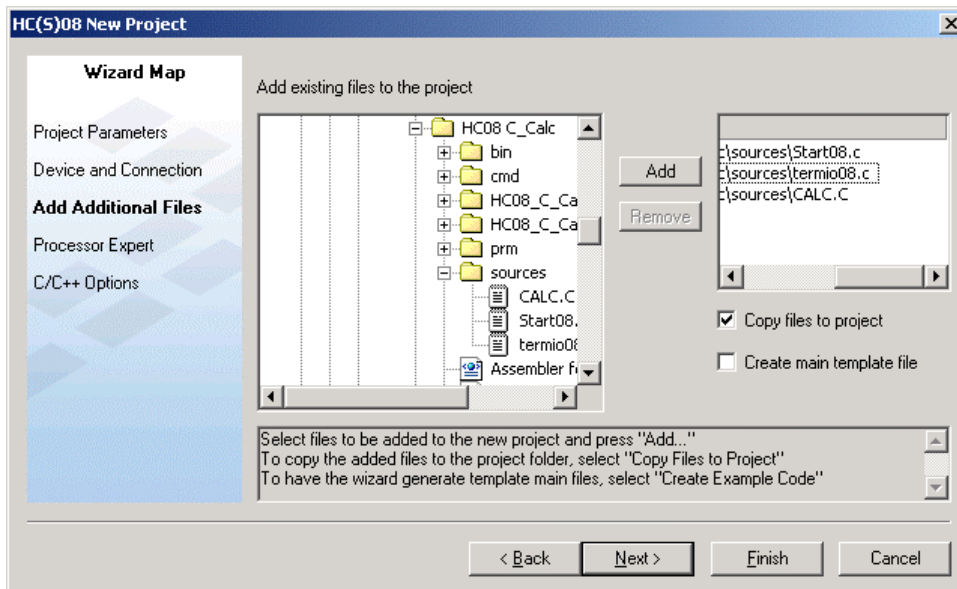 HC(S)08 New Project
Wizard Map
Project Parameters
Device and Connection
Add Additional Files
Processor Expert
C/C++ Options
Add existing files to the project
HC08 C_Calc
bin
cmd
HC08_C_Ca
HC08_C_Ca
prm
sources
CALC.C
Start08.
termio08
Assembler f
Add
Remove
c\sources\Start08.c
c\sources\termio08.c
c\sources\CALC.C
Copy files to project
Create main template file
Select files to be added to the new project and press "Add..."
To copy the added files to the project folder, select "Copy Files to Project"
To have the wizard generate template main files, select "Create Example Code"
< Back
Next >
Finish
Cancel